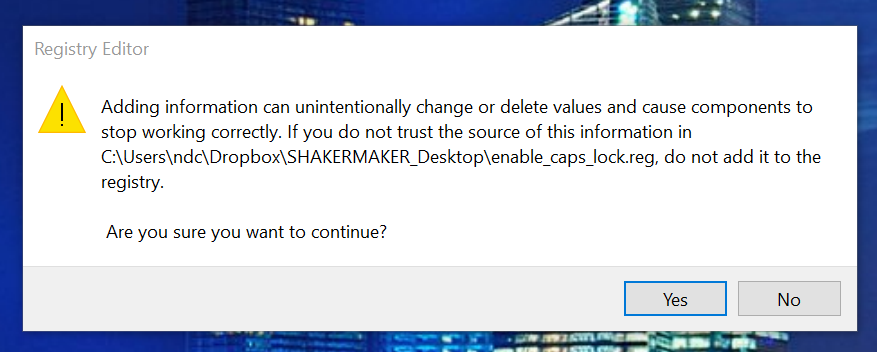 Registry Editor
Adding information can unintentionally change or delete values and cause components to
stop working correctly. If you do not trust the source of this information in
C:\Users\ndc\Dropbox\SHAKERMAKER_Desktop\enable_caps_lock.reg, do not add it to the
registry.
Are you sure you want to continue?
Yes
No